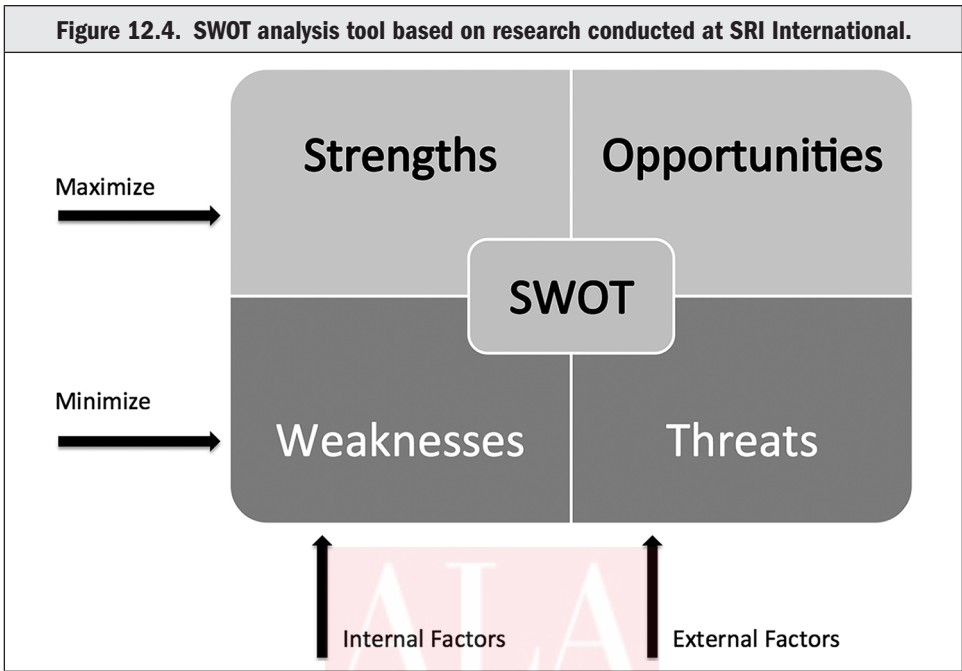 Figure 12.4. SWOT analysis tool based on research conducted at SRI International.
Strengths
Opportunities
Maximize
SWOT
Minimize
Weaknesses
Threats
ALA
Internal Factors
External Factors